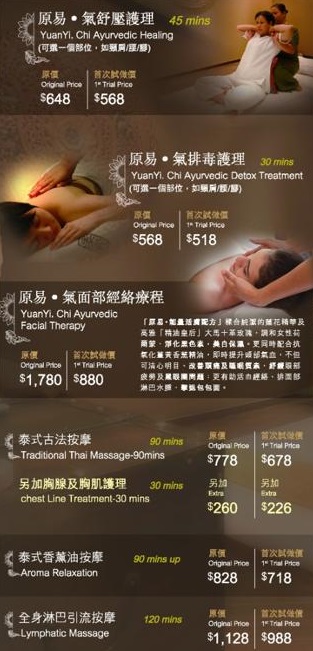 原易•氣舒壓護理 45 mins
YuanYi. Chi Ayurvedic Healing
(可選一個部位，如頸肩/腰/腳)
原價 首次試做價
Original Price 1st Trial Price
$648 $568
原易•氣排毒護理 30 mins
YuanYi. Chi Ayurvedic Detox Treatment
(可選一個部位，如頸肩/腰/腳)
原價 首次試做價
Original Price 1st Trial Price
$568 $518
原易•氣面部經絡療程
YuanYi. Chi Ayurvedic
Facial Therapy
原價 首次試做價
Original Price 1st Trial Price
$1,780 $880
泰式古法按摩 90 mins
Traditional Thai Massage-90mins
原價 首次試做價
Original Price 1st Trial Price
$778 $678
另加胸腺及胸肌護理 30 mins
chest Line Treatment-30 mins
另加 另加
Extra Extra
$260 $226
泰式香薰油按摩 90 mins up
Aroma Relaxation
原價 首次試做價
Original Price 1st Trial Price
$828 $718
全身淋巴引流按摩 120 mins
Lymphatic Massage
原價 首次試做價
Original Price 1st Trial Price
$1,128 $988